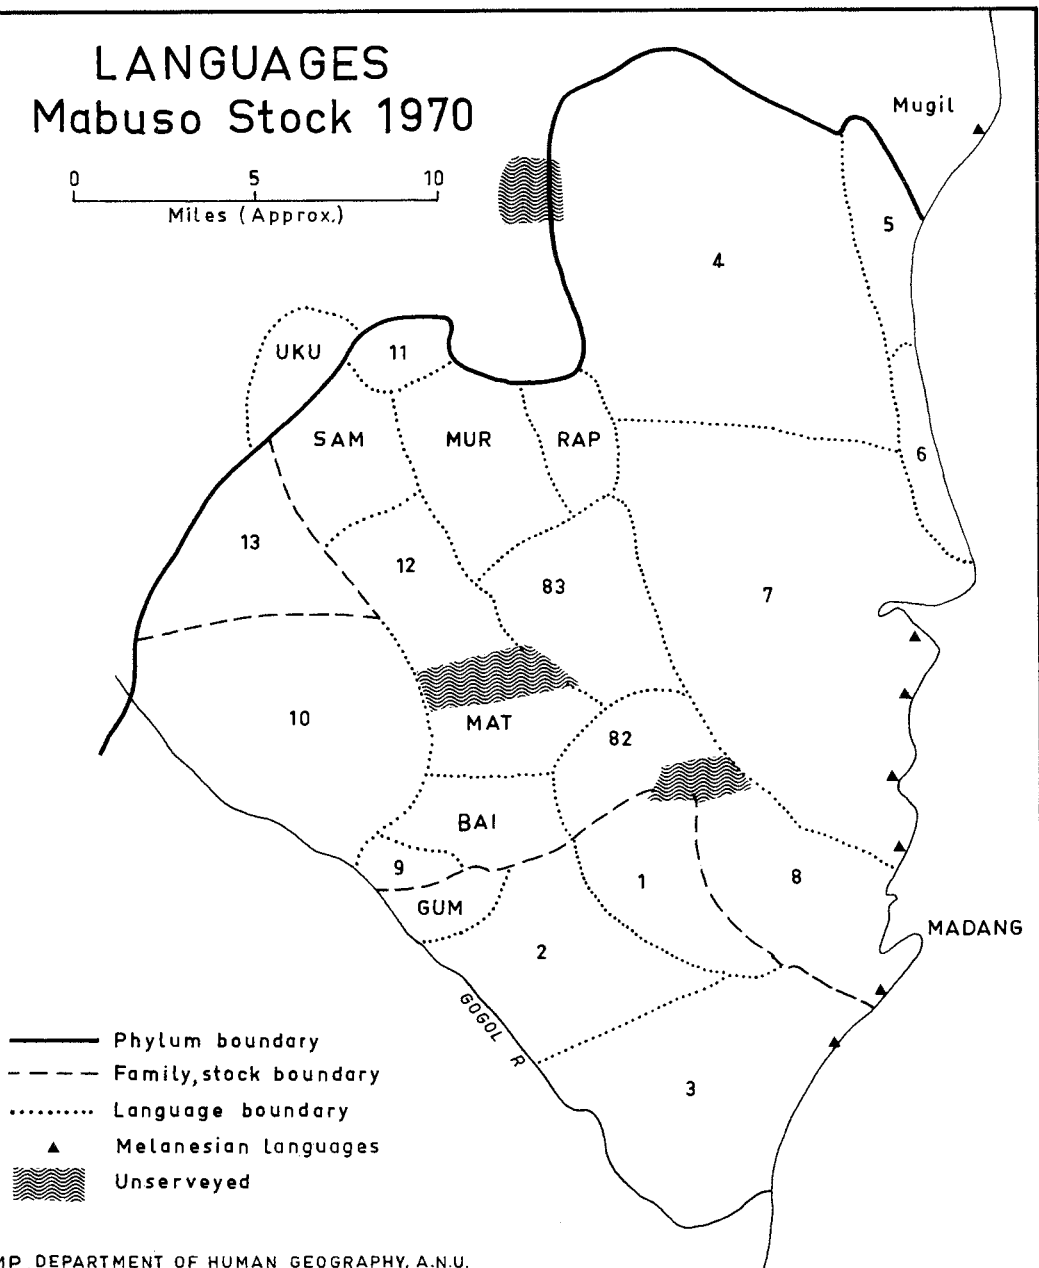 LANGUAGES
Mabuso Stock 1970
0 5 10
Miles (Approx.)
Mugil
5
4
UKU
11
SAM
MUR
RAP
6
13
12
83
7
10
MAT
82
BAI
9
1
8
GUM
MADANG
2
GOGOL R
3
Phylum boundary
Family, stock boundary
Language boundary
Melanesian languages
Unserveyed
MP DEPARTMENT OF HUMAN GEOGRAPHY, A.N.U.